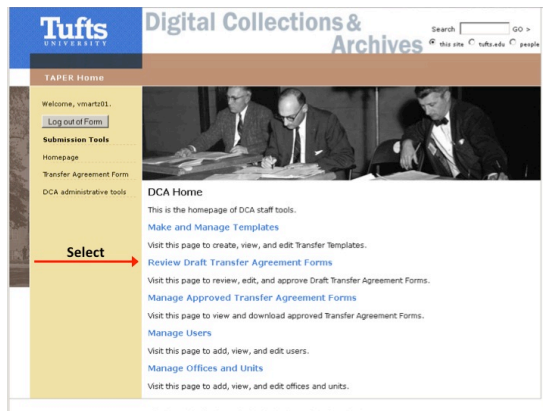 Tufts
UNIVERSITY
Digital Collections &
Archives
Search GO >
this site tufts.edu people
TAPER Home
Welcome, vmartz01.
Log out of Form
Submission Tools
Homepage
Transfer Agreement Form
DCA administrative tools
Select
DCA Home
This is the homepage of DCA staff tools.
Make and Manage Templates
Visit this page to create, view, and edit Transfer Templates.
Review Draft Transfer Agreement Forms
Visit this page to review, edit, and approve Draft Transfer Agreement Forms.
Manage Approved Transfer Agreement Forms
Visit this page to view and download approved Transfer Agreement Forms.
Manage Users
Visit this page to add, view, and edit users.
Manage Offices and Units
Visit this page to add, view, and edit offices and units.